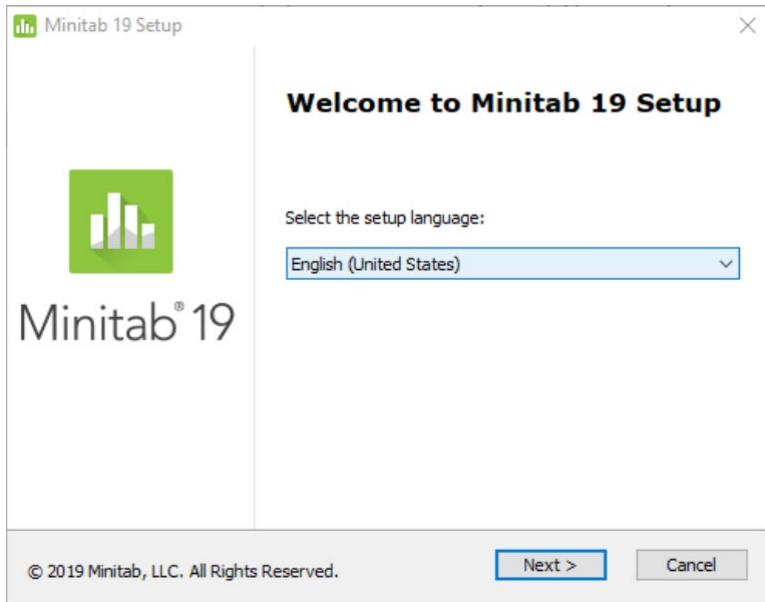 Minitab 19 Setup
Welcome to Minitab 19 Setup
Select the setup language:
English (United States)
Minitab® 19
© 2019 Minitab, LLC. All Rights Reserved.
Next >
Cancel